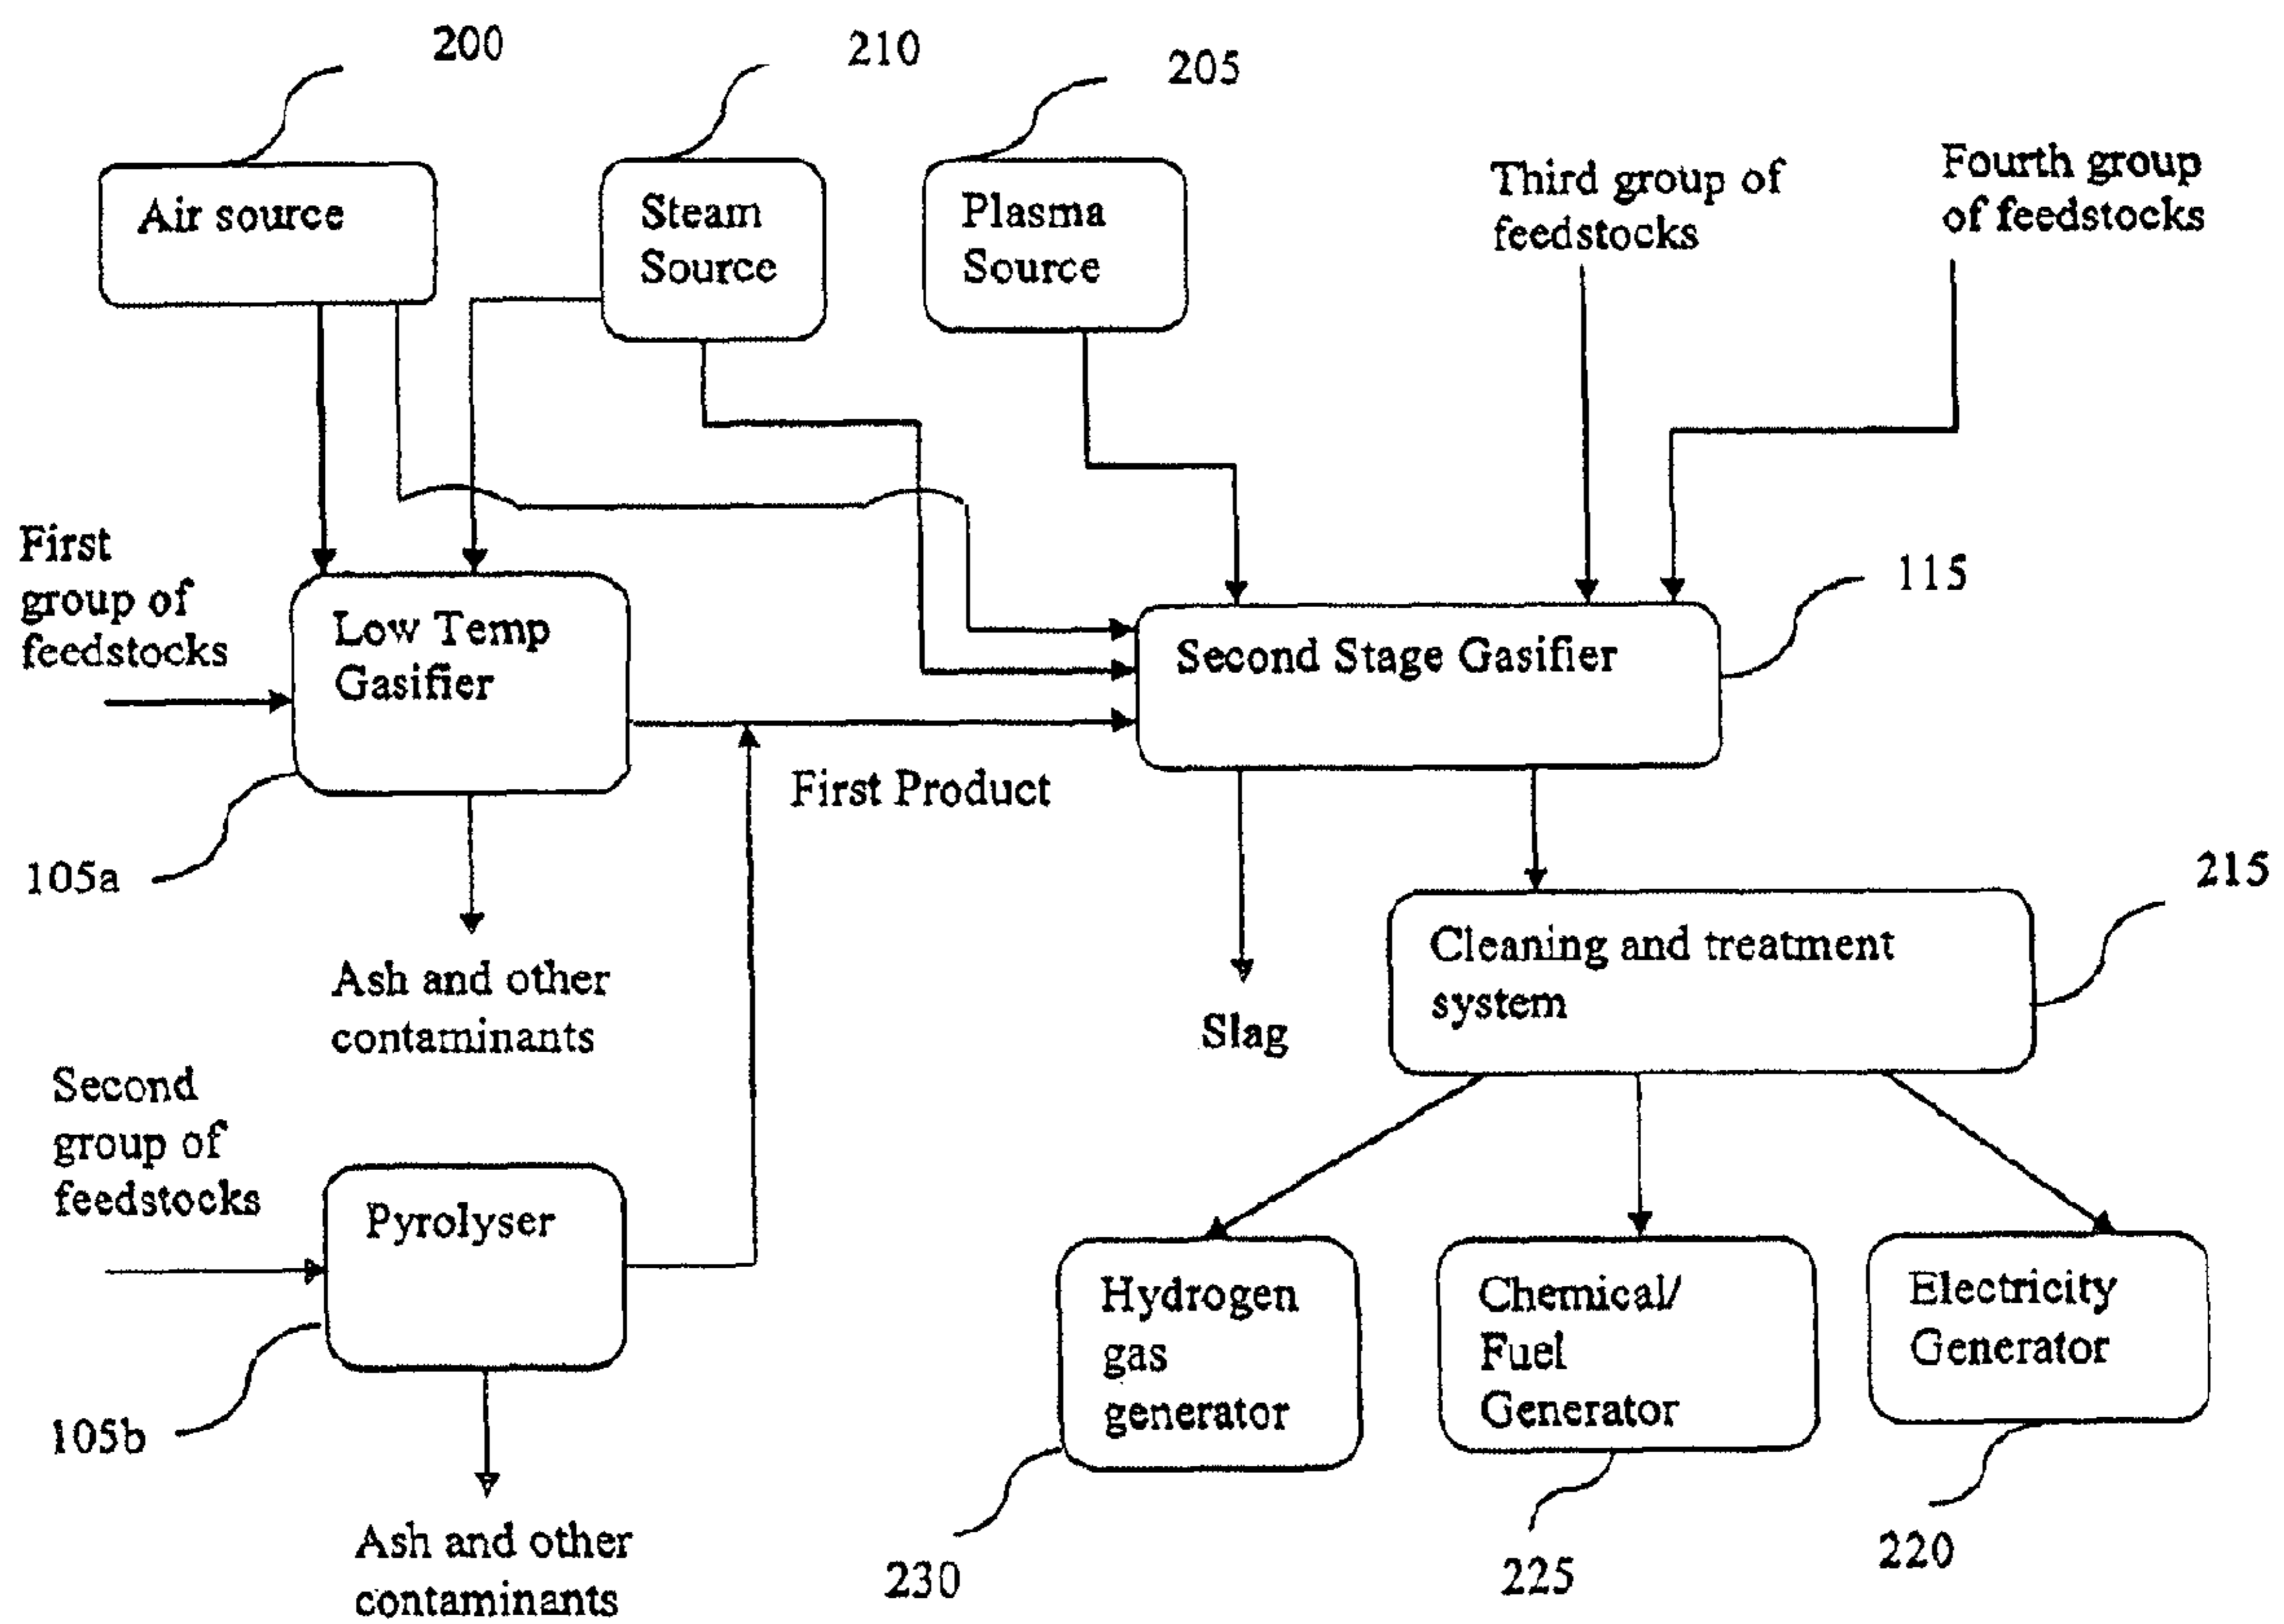 200
210
205
Air source
Steam
Source
Plasma
Source
Third group of
feedstocks
Fourth group
of feedstocks
First
group of
feedstocks
Low Temp
Gasifier
Second Stage Gasifier
115
First Product
105a
Ash and other
contaminants
Slag
Cleaning and treatment
system
215
Second
group of
feedstocks
Pyrolyser
105b
Ash and other
contaminants
Hydrogen
gas
generator
Chemical/
Fuel
Generator
Electricity
Generator
230
225
220